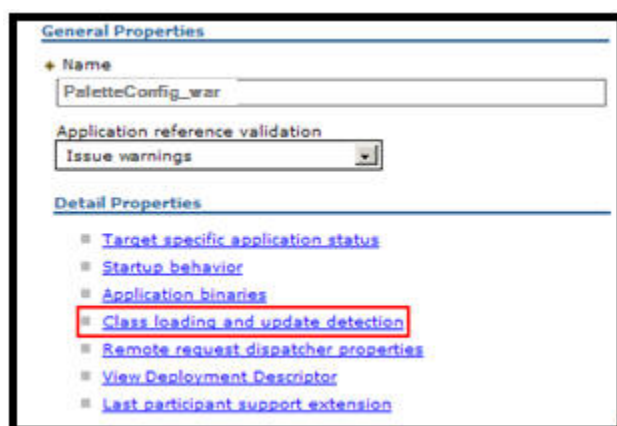 General Properties
Name
PaletteConfig_war
Application reference validation
Issue warnings
Detail Properties
Target specific application status
Startup behavior
Application binaries
Class loading and update detection
Remote request dispatcher properties
View Deployment Descriptor
Last participant support extension